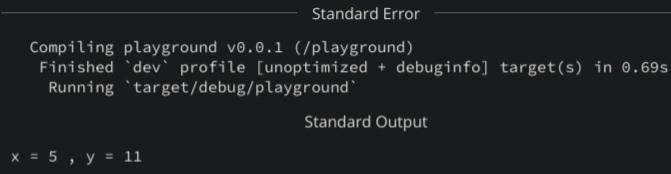 Standard Error
Compiling playground v0.0.1 (/playground)
Finished `dev` profile [unoptimized + debuginfo] target(s) in 0.69s
Running `target/debug/playground`
Standard Output
x = 5 , y = 11